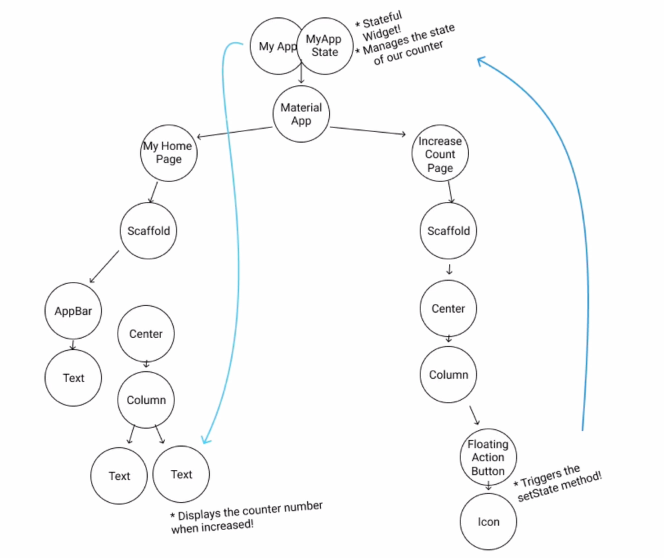 My App
MyApp
State
* Stateful
Widget!
* Manages the state
of our counter
Material
App
My Home
Page
Increase
Count
Page
Scaffold
Scaffold
AppBar
Center
Center
Text
Column
Column
Text
Text
Floating
Action
Button
* Triggers the
setState method!
* Displays the counter number
when increased!
Icon